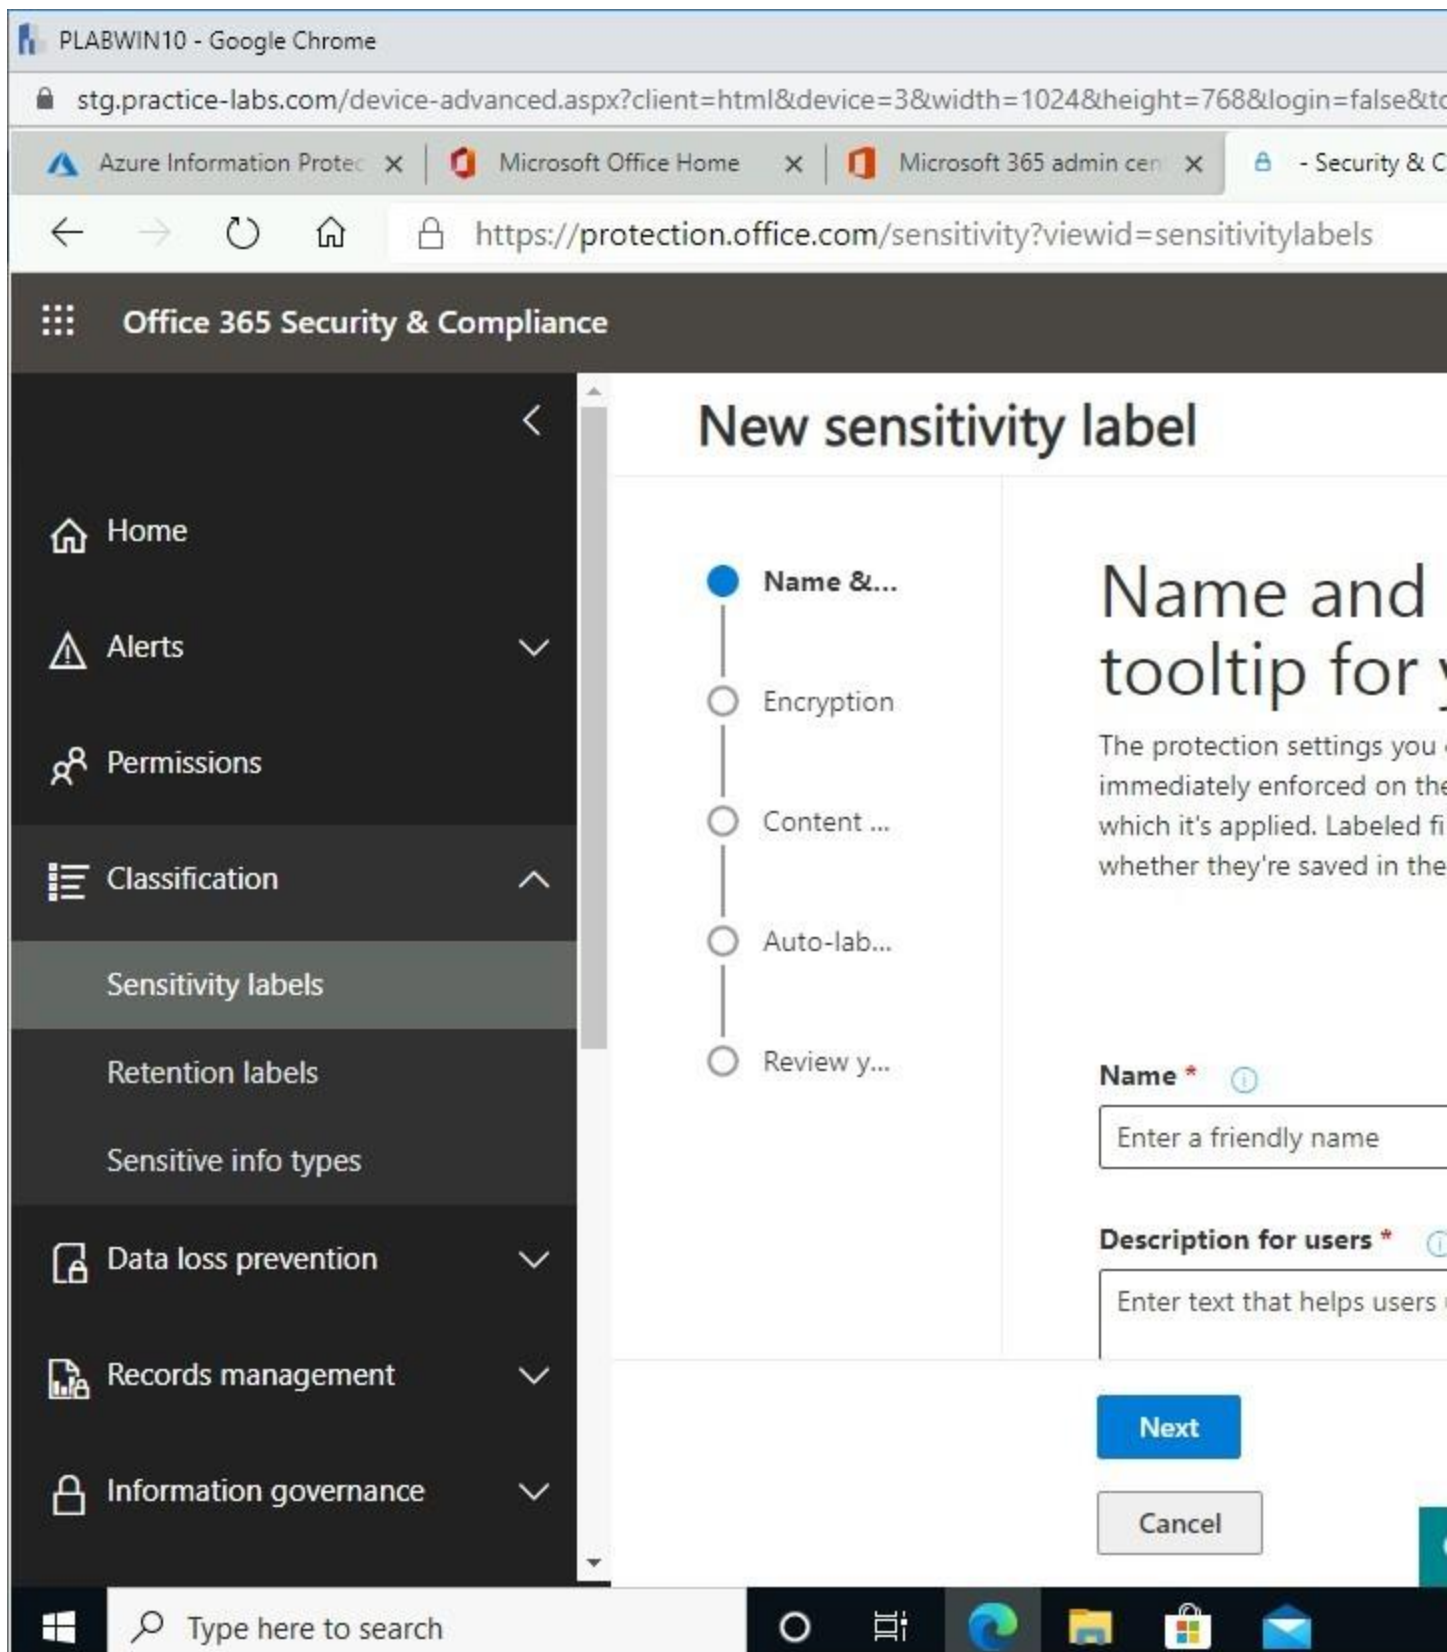 PLABWIN10 - Google Chrome
stg.practice-labs.com/device-advanced.aspx?client=html&device=3&width=1024&height=768&login=false&to
Azure Information Protec
Microsoft Office Home
Microsoft 365 admin cen
- Security & C
https://protection.office.com/sensitivity?viewid=sensitivitylabels
Office 365 Security & Compliance
Home
Alerts
Permissions
Classification
Sensitivity labels
Retention labels
Sensitive info types
Data loss prevention
Records management
Information governance
New sensitivity label
Name &...
Encryption
Content ...
Auto-lab...
Review y...
Name and
tooltip for
The protection settings you
immediately enforced on the
which it's applied. Labeled fi
whether they're saved in the
Name *
Enter a friendly name
Description for users *
Enter text that helps users
Next
Cancel
Type here to search